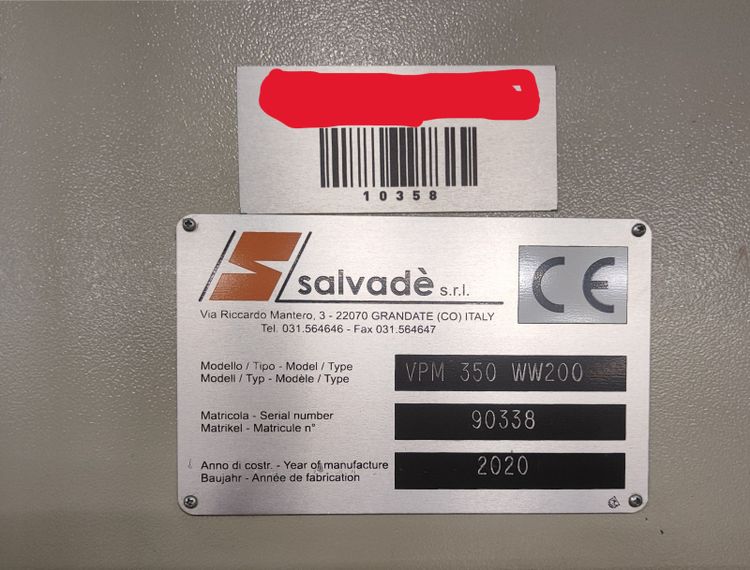 10358
salvadè s.r.l.
Via Riccardo Mantero, 3 - 22070 GRANDATE (CO) ITALY
Tel. 031.564646 - Fax 031.564647
CE
Modello / Tipo - Model / Type
Modell / Typ - Modèle / Type
VPM 350 WW200
Matricola - Serial number
Matrikel - Matricule n°
90338
Anno di costr. - Year of manufacture
Baujahr - Année de fabrication
2020